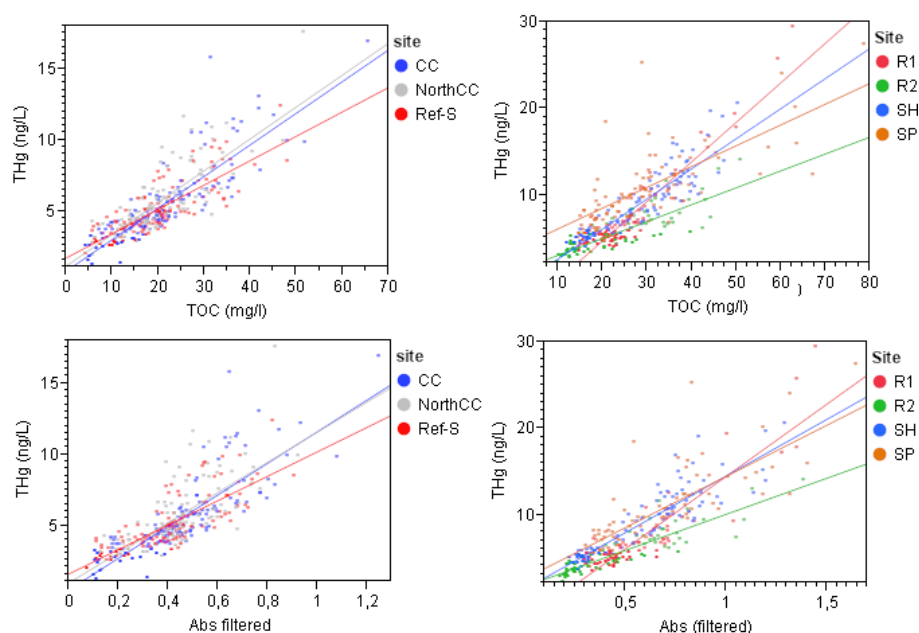 THg (ng/L)
15
10
5
0 10 20 30 40 50 60 70
TOC (mg/l)
site
CC
NorthCC
Ref-S
THg (ng/L)
30
20
10
10 20 30 40 50 60 70 80
TOC (mg/l)
)
Site
R1
R2
SH
SP
THg (ng/L)
15
10
5
0 0,2 0,4 0,6 0,8 1 1,2
Abs filtered
site
CC
NorthCC
Ref-S
THg (ng/L)
30
20
10
0,5 1 1,5
Abs (filtered)
Site
R1
R2
SH
SP